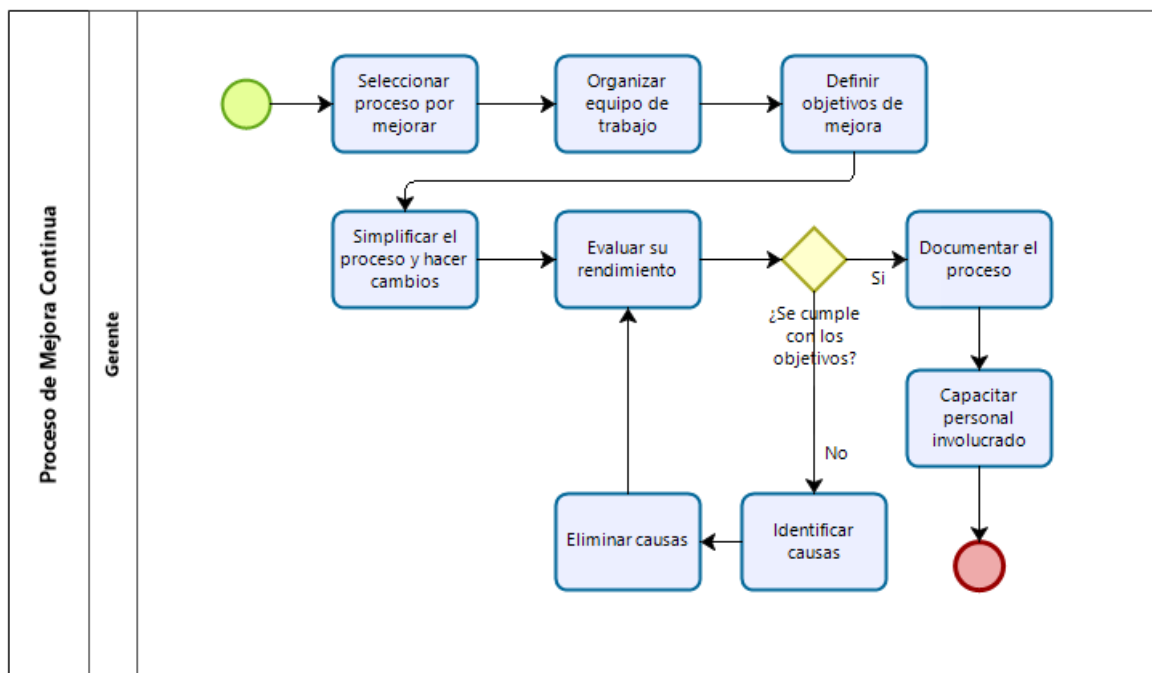 Proceso de Mejora Continua
Gerente
Seleccionar
proceso por
mejorar
Organizar
equipo de
trabajo
Definir
objetivos de
mejora
Simplificar el
proceso y hacer
cambios
Evaluar su
rendimiento
¿Se cumple
con los
objetivos?
Si
Documentar el
proceso
Capacitar
personal
involucrado
No
Identificar
causas
Eliminar causas